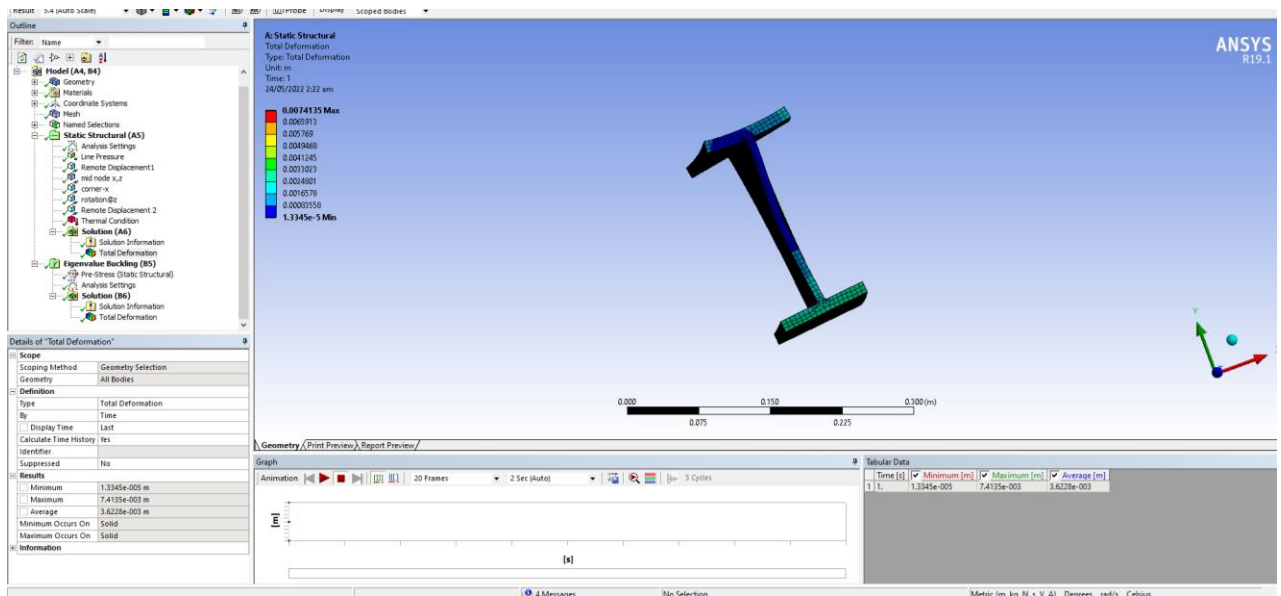 Result 5.4 (Auto Scale) Probe Display Scoped Bodies
Outline
Filter: Name
Model (A4, B4)
Geometry
Materials
Coordinate Systems
Mesh
Named Selections
Static Structural (A5)
Analysis Settings
Line Pressure
Remote Displacement1
mid node x,z
corner-x
rotation@z
Remote Displacement 2
Thermal Condition
Solution (A6)
Solution Information
Total Deformation
Eigenvalue Buckling (B5)
Pre-Stress (Static Structural)
Analysis Settings
Solution (B6)
Solution Information
Total Deformation
Details of "Total Deformation"
Scope
Scoping Method Geometry Selection
Geometry All Bodies
Definition
Type Total Deformation
By Time
Display Time Last
Calculate Time History Yes
Identifier
Suppressed No
Results
Minimum 1.3345e-005 m
Maximum 7.4135e-003 m
Average 3.6228e-003 m
Minimum Occurs On Solid
Maximum Occurs On Solid
Information
A: Static Structural
Total Deformation
Type: Total Deformation
Unit: m
Time: 1
24/05/2022 2:22 am
0.0074135 Max
0.0065913
0.005769
0.0049468
0.0041245
0.0033023
0.0024801
0.0016578
0.00083558
1.3345e-5 Min
ANSYS
R19.1
Y
0.000 0.150 0.300 (m)
0.075 0.225
Geometry Print Preview Report Preview
Graph
Animation 20 Frames 2 Sec (Auto) 3 Cycles
[m]
[s]
Tabular Data
Time [s] Minimum [m] Maximum [m] Average [m]
1 1. 1.3345e-005 7.4135e-003 3.6228e-003
4 Messages No Selection Metric (m, kg, N, s, V, A) Degrees rad/s Celsius